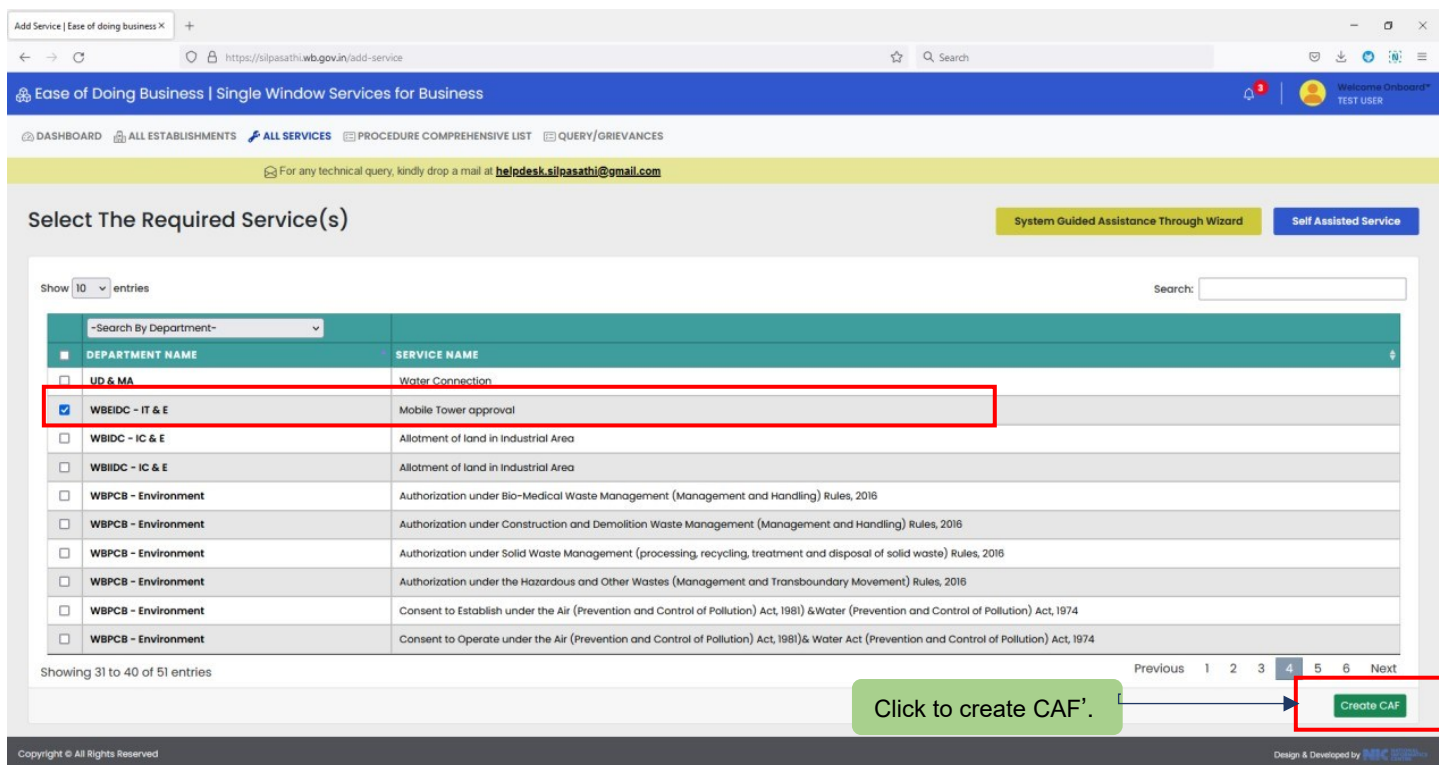 Add Service | Ease of doing business × +
https://silpasathi.wb.gov.in/add-service Search
Ease of Doing Business | Single Window Services for Business 3 Welcome Onboard"
TEST USER
DASHBOARD ALL ESTABLISHMENTS ALL SERVICES PROCEDURE COMPREHENSIVE LIST QUERY/GRIEVANCES
For any technical query, kindly drop a mail at helpdesk.silpasathi@gmail.com
Select The Required Service(s) System Guided Assistance Through Wizard Self Assisted Service
Show 10 entries Search:
-Search By Department-
DEPARTMENT NAME SERVICE NAME
UD & MA Water Connection
WBEIDC - IT & E Mobile Tower approval
WBIDC - IC & E Allotment of land in Industrial Area
WBIIDC - IC & E Allotment of land in Industrial Area
WBPCB - Environment Authorization under Bio-Medical Waste Management (Management and Handling) Rules, 2016
WBPCB - Environment Authorization under Construction and Demolition Waste Management (Management and Handling) Rules, 2016
WBPCB - Environment Authorization under Solid Waste Management (processing, recycling, treatment and disposal of solid waste) Rules, 2016
WBPCB - Environment Authorization under the Hazardous and Other Wastes (Management and Transboundary Movement) Rules, 2016
WBPCB - Environment Consent to Establish under the Air (Prevention and Control of Pollution) Act, 1981) &Water (Prevention and Control of Pollution) Act, 1974
WBPCB - Environment Consent to Operate under the Air (Prevention and Control of Pollution) Act, 1981)& Water Act (Prevention and Control of Pollution) Act, 1974
Showing 31 to 40 of 51 entries Previous 1 2 3 4 5 6 Next
Click to create CAF’. Create CAF
Copyright © All Rights Reserved Design & Developed by NIC